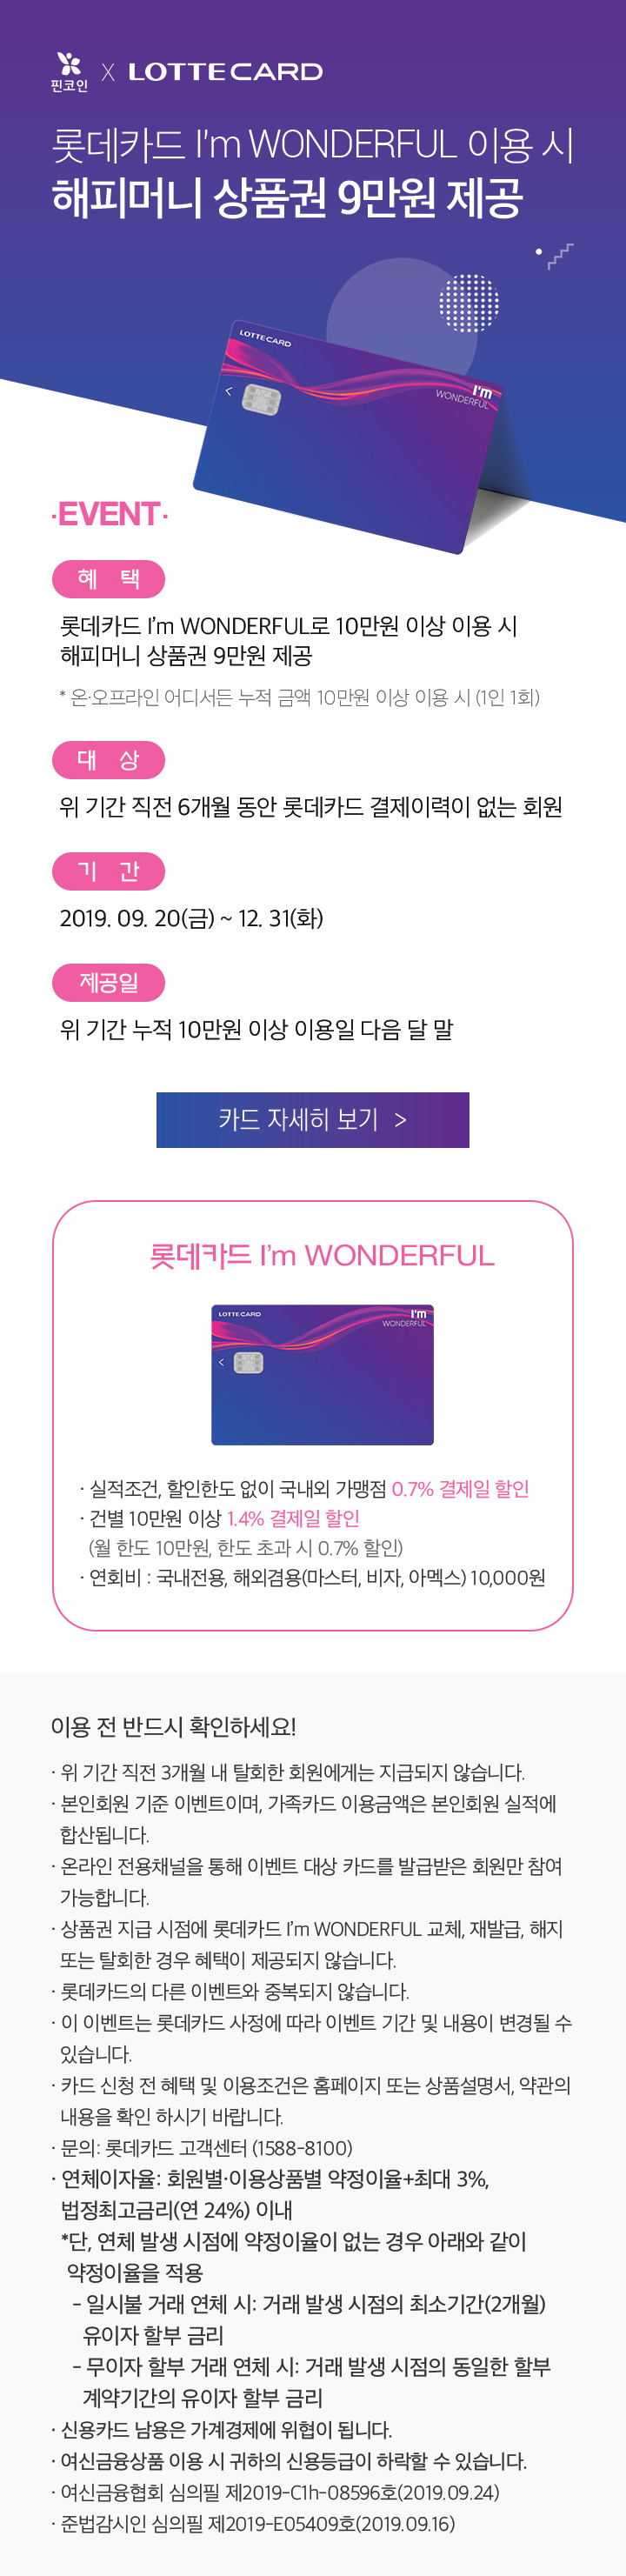 핀코인 X LOTTE CARD
롯데카드 I'm WONDERFUL 이용 시
해피머니 상품권 9만원 제공
LOTTE CARD
I'm
WONDERFUL
·EVENT·
혜 택
롯데카드 I’m WONDERFUL로 10만원 이상 이용 시
해피머니 상품권 9만원 제공
* 온·오프라인 어디서든 누적 금액 10만원 이상 이용 시 (1인 1회)
대 상
위 기간 직전 6개월 동안 롯데카드 결제이력이 없는 회원
기 간
2019. 09. 20(금) ~ 12. 31(화)
제공일
위 기간 누적 10만원 이상 이용일 다음 달 말
카드 자세히 보기 >
롯데카드 I’m WONDERFUL
LOTTE CARD
I'm
WONDERFUL
· 실적조건, 할인한도 없이 국내외 가맹점 0.7% 결제일 할인
· 건별 10만원 이상 1.4% 결제일 할인
(월 한도 10만원, 한도 초과 시 0.7% 할인)
· 연회비 : 국내전용, 해외겸용(마스터, 비자, 아멕스) 10,000원
이용 전 반드시 확인하세요!
· 위 기간 직전 3개월 내 탈회한 회원에게는 지급되지 않습니다.
· 본인회원 기준 이벤트이며, 가족카드 이용금액은 본인회원 실적에
합산됩니다.
· 온라인 전용채널을 통해 이벤트 대상 카드를 발급받은 회원만 참여
가능합니다.
· 상품권 지급 시점에 롯데카드 I’m WONDERFUL 교체, 재발급, 해지
또는 탈회한 경우 혜택이 제공되지 않습니다.
· 롯데카드의 다른 이벤트와 중복되지 않습니다.
· 이 이벤트는 롯데카드 사정에 따라 이벤트 기간 및 내용이 변경될 수
있습니다.
· 카드 신청 전 혜택 및 이용조건은 홈페이지 또는 상품설명서, 약관의
내용을 확인 하시기 바랍니다.
· 문의: 롯데카드 고객센터 (1588-8100)
· 연체이자율: 회원별·이용상품별 약정이율+최대 3%,
법정최고금리(연 24%) 이내
*단, 연체 발생 시점에 약정이율이 없는 경우 아래와 같이
약정이율을 적용
- 일시불 거래 연체 시: 거래 발생 시점의 최소기간(2개월)
유이자 할부 금리
- 무이자 할부 거래 연체 시: 거래 발생 시점의 동일한 할부
계약기간의 유이자 할부 금리
· 신용카드 남용은 가계경제에 위협이 됩니다.
· 여신금융상품 이용 시 귀하의 신용등급이 하락할 수 있습니다.
· 여신금융협회 심의필 제2019-C1h-08596호(2019.09.24)
· 준법감시인 심의필 제2019-E05409호(2019.09.16)